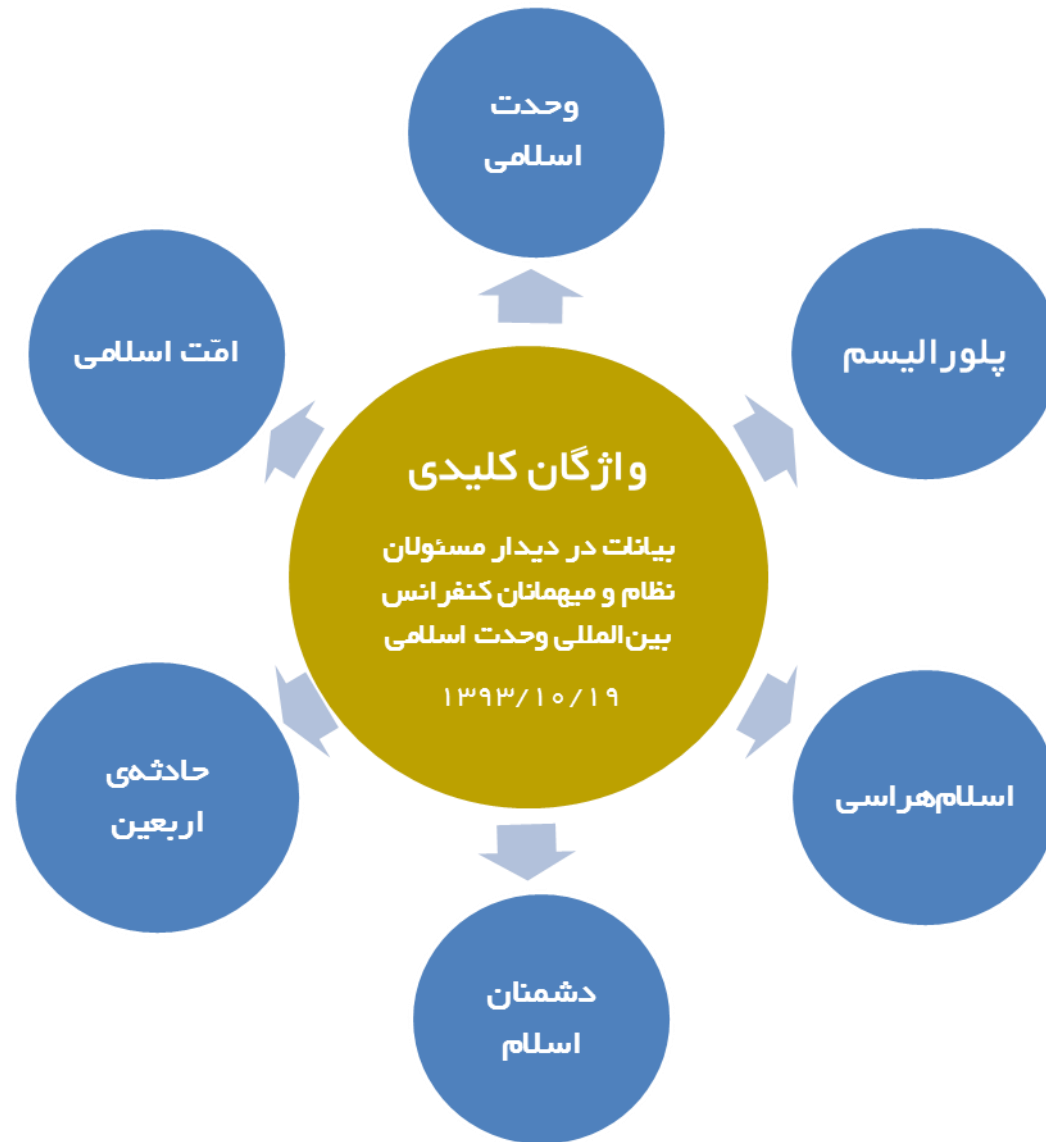 وحدت
اسلامی
پلورالیسم
امّت اسلامی
واژگان کلیدی
بیانات در دیدار مسئولان
نظام و میهمانان کنفرانس
بین‌المللی وحدت اسلامی
۱۳۹۳/۱۰/۱۹
اسلام‌هراسی
حادثه‌ی
اربعین
دشمنان
اسلام